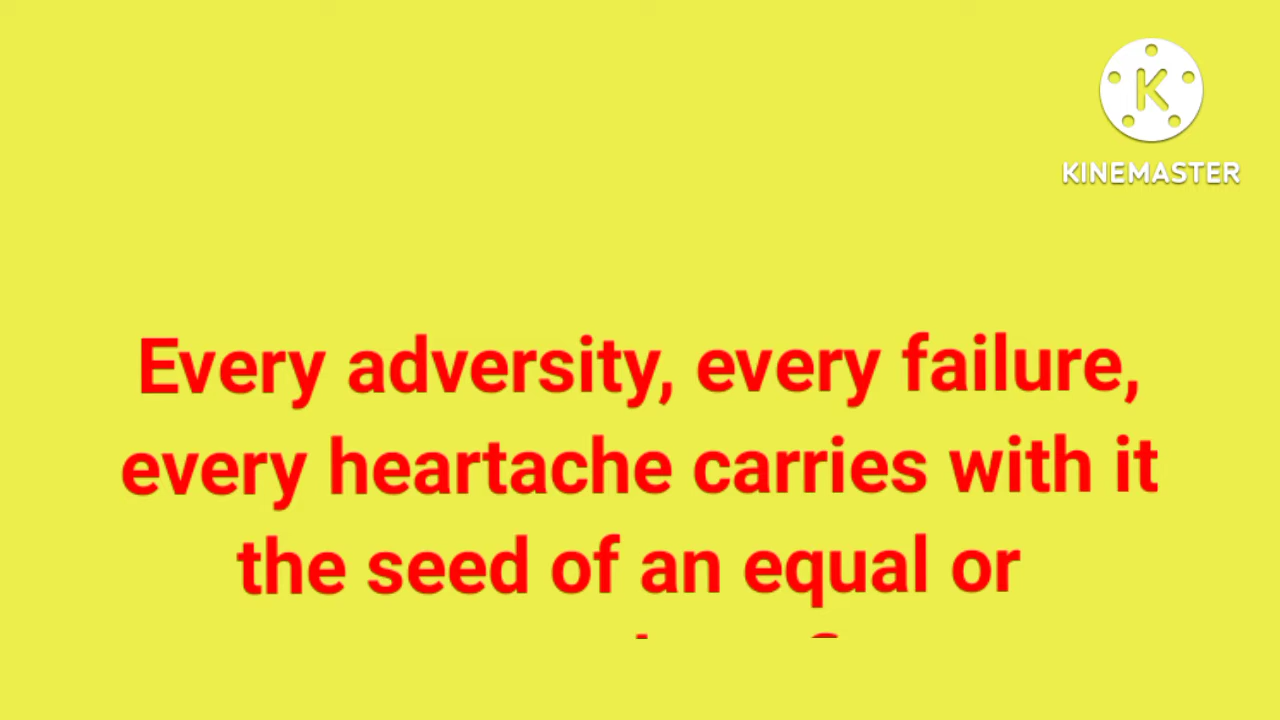 KINEMASTER
Every adversity, every failure,
every heartache carries with it
the seed of an equal or